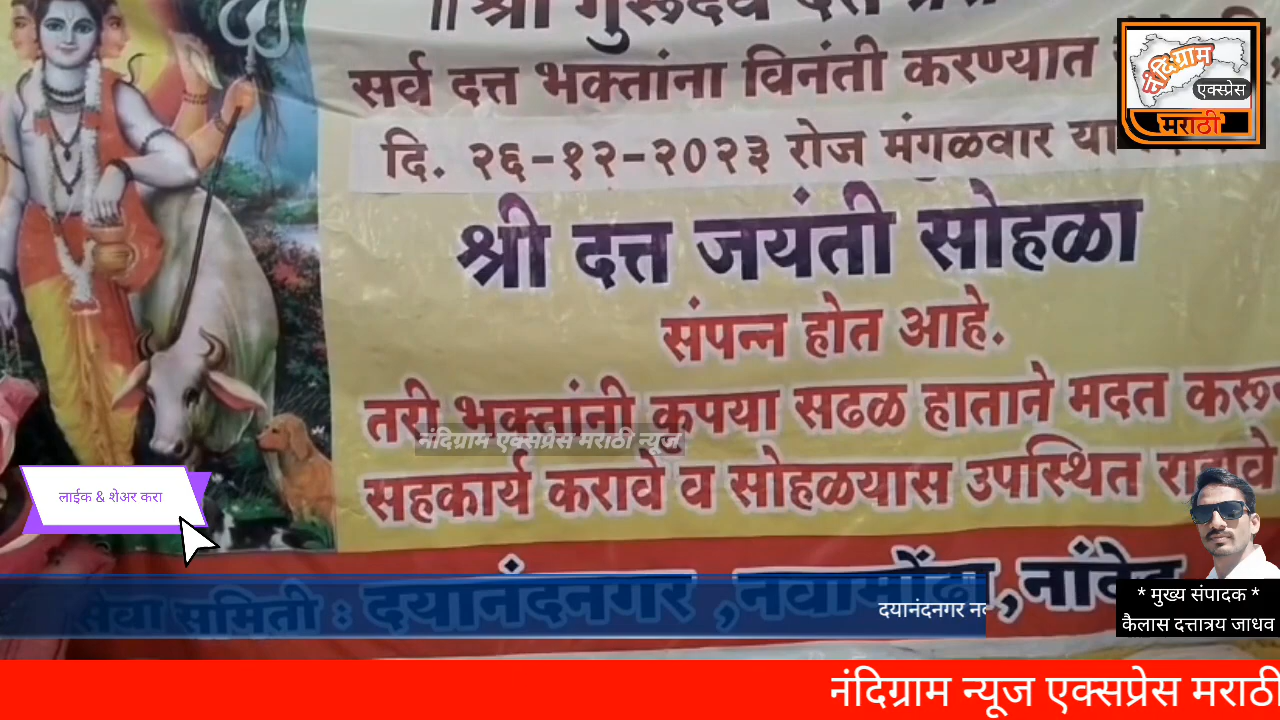 ॥ श्री गुरूदेव दत्त
सर्व दत्त भक्तांना विनंती करण्यात
दि. २६-१२-२०२३ रोज मंगळवार या
श्री दत्त जयंती सोहळा
संपन्न होत आहे.
तरी भक्तांनी कृपया सढळ हाताने मदत करून
सहकार्य करावे व सोहळयास उपस्थित राहावे
सेवा समिती : दयानंदनगर ,नवामोंढा,नांदेड
नंदिग्राम
एक्स्प्रेस
मराठी
नंदिग्राम एक्सप्रेस मराठी न्यूज
लाईक & शेअर करा
दयानंदनगर
* मुख्य संपादक *
कैलास दत्तात्रय जाधव
नंदिग्राम न्यूज एक्सप्रेस मराठी